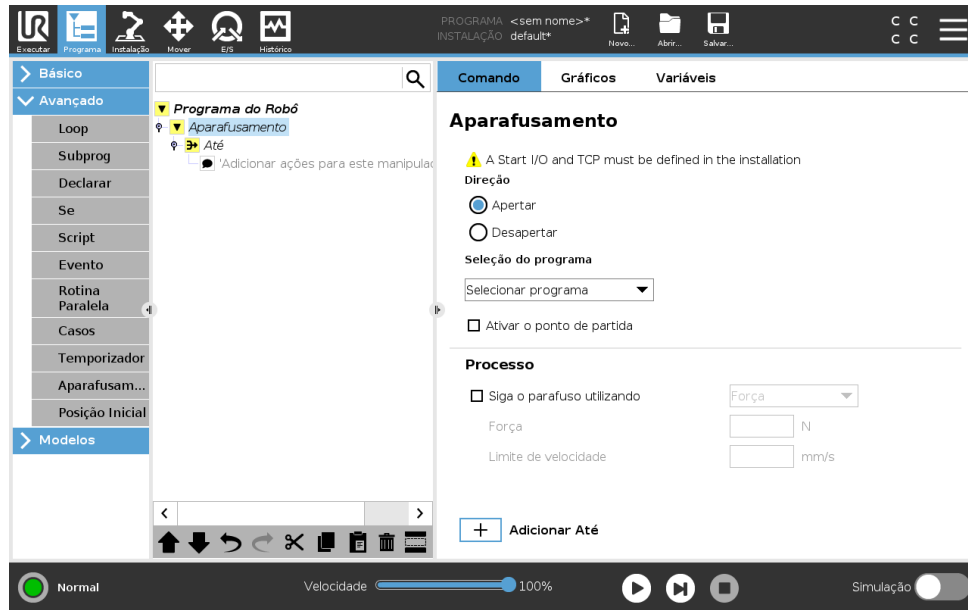 PROGRAMA <sem nome>*
INSTALAÇÃO default*
Executar Programa Instalação Mover E/S Histórico
Novo... Abrir... Salvar...
C C
C C
Básico
Avançado
Loop
Subprog
Declarar
Se
Script
Evento
Rotina
Paralela
Casos
Temporizador
Aparafusam...
Posição Inicial
Modelos
Programa do Robô
Aparafusamento
Até
'Adicionar ações para este manipulad
Comando Gráficos Variáveis
Aparafusamento
A Start I/O and TCP must be defined in the installation
Direção
Apertar
Desapertar
Seleção do programa
Selecionar programa
Ativar o ponto de partida
Processo
Siga o parafuso utilizando Força
Força N
Limite de velocidade mm/s
Adicionar Até
Normal
Velocidade 100%
Simulação